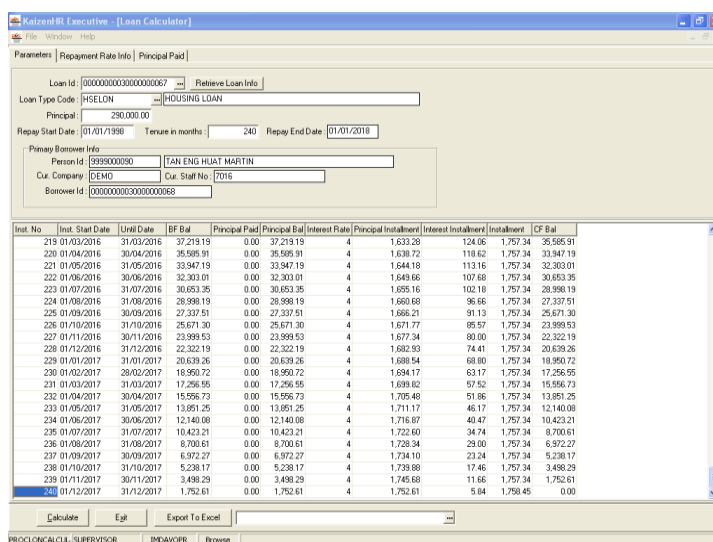 KaizenHR Executive - [Loan Calculator]
File Window Help
Parameters Repayment Rate Info Principal Paid
Loan Id : 00000000030000000067 ... Retrieve Loan Info
Loan Type Code : HSELON ... HOUSING LOAN
Principal : 290,000.00
Repay Start Date : 01/01/1998 Tenure in months : 240 Repay End Date : 01/01/2018
Primary Borrower Info
Person Id : 9999000090 TAN ENG HUAT MARTIN
Cur. Company : DEMO Cur. Staff No : 7016
Borrower Id : 00000000030000000068
Inst. No Inst. Start Date Until Date BF Bal Principal Paid Principal Bal Interest Rate Principal Installment Interest Installment Installment CF Bal
219 01/03/2016 31/03/2016 37,219.19 0.00 37,219.19 4 1,633.28 124.06 1,757.34 35,585.91
220 01/04/2016 30/04/2016 35,585.91 0.00 35,585.91 4 1,638.72 118.62 1,757.34 33,947.19
221 01/05/2016 31/05/2016 33,947.19 0.00 33,947.19 4 1,644.18 113.16 1,757.34 32,303.01
222 01/06/2016 30/06/2016 32,303.01 0.00 32,303.01 4 1,649.66 107.68 1,757.34 30,653.35
223 01/07/2016 31/07/2016 30,653.35 0.00 30,653.35 4 1,655.16 102.18 1,757.34 28,998.19
224 01/08/2016 31/08/2016 28,998.19 0.00 28,998.19 4 1,660.68 96.66 1,757.34 27,337.51
225 01/09/2016 30/09/2016 27,337.51 0.00 27,337.51 4 1,666.21 91.13 1,757.34 25,671.30
226 01/10/2016 31/10/2016 25,671.30 0.00 25,671.30 4 1,671.77 85.57 1,757.34 23,999.53
227 01/11/2016 30/11/2016 23,999.53 0.00 23,999.53 4 1,677.34 80.00 1,757.34 22,322.19
228 01/12/2016 31/12/2016 22,322.19 0.00 22,322.19 4 1,682.93 74.41 1,757.34 20,639.26
229 01/01/2017 31/01/2017 20,639.26 0.00 20,639.26 4 1,688.54 68.80 1,757.34 18,950.72
230 01/02/2017 28/02/2017 18,950.72 0.00 18,950.72 4 1,694.17 63.17 1,757.34 17,256.55
231 01/03/2017 31/03/2017 17,256.55 0.00 17,256.55 4 1,699.82 57.52 1,757.34 15,556.73
232 01/04/2017 30/04/2017 15,556.73 0.00 15,556.73 4 1,705.48 51.86 1,757.34 13,851.25
233 01/05/2017 31/05/2017 13,851.25 0.00 13,851.25 4 1,711.17 46.17 1,757.34 12,140.08
234 01/06/2017 30/06/2017 12,140.08 0.00 12,140.08 4 1,716.87 40.47 1,757.34 10,423.21
235 01/07/2017 31/07/2017 10,423.21 0.00 10,423.21 4 1,722.60 34.74 1,757.34 8,700.61
236 01/08/2017 31/08/2017 8,700.61 0.00 8,700.61 4 1,728.34 29.00 1,757.34 6,972.27
237 01/09/2017 30/09/2017 6,972.27 0.00 6,972.27 4 1,734.10 23.24 1,757.34 5,238.17
238 01/10/2017 31/10/2017 5,238.17 0.00 5,238.17 4 1,739.88 17.46 1,757.34 3,498.29
239 01/11/2017 30/11/2017 3,498.29 0.00 3,498.29 4 1,745.68 11.66 1,757.34 1,752.61
240 01/12/2017 31/12/2017 1,752.61 0.00 1,752.61 4 1,752.61 5.84 1,758.45 0.00
Calculate Exit Export To Excel ...
PROCLONCALCUL SUPERVISOR IMDAVOPR Browse